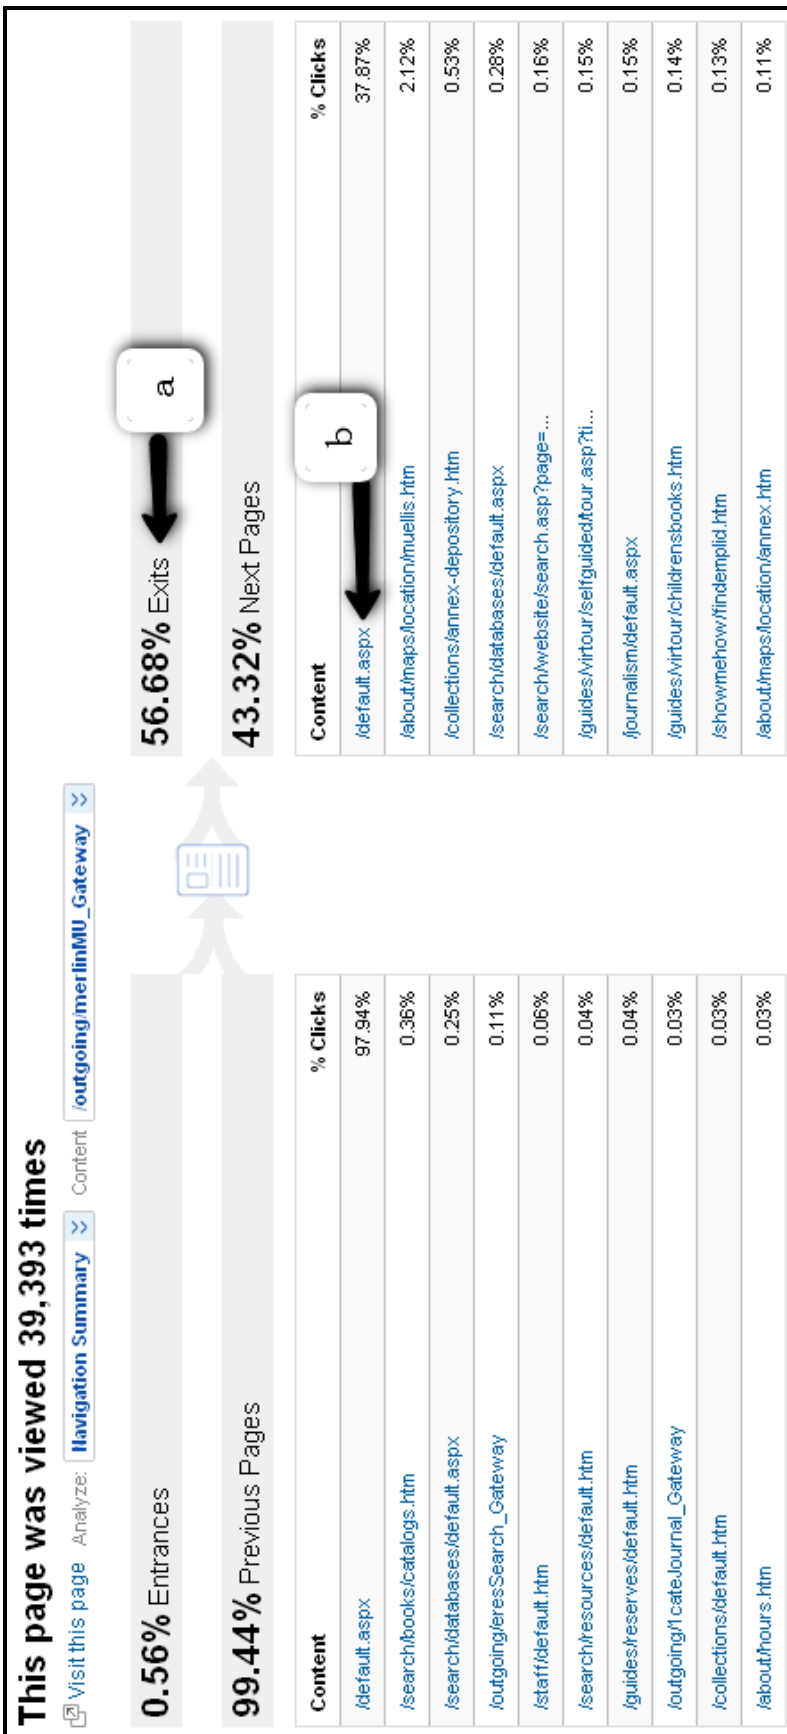 This page was viewed 39,393 times
Visit this page Analyze: Navigation Summary Content /outgoing/merlinMU_Gateway
0.56% Entrances
99.44% Previous Pages
Content % Clicks
/default.aspx 97.94%
/search/books/catalogs.htm 0.36%
/search/databases/default.aspx 0.25%
/outgoing/eresSearch_Gateway 0.11%
/staff/default.htm 0.06%
/search/resources/default.htm 0.04%
/guides/reserves/default.htm 0.04%
/outgoing/1cateJournal_Gateway 0.03%
/collections/default.htm 0.03%
/about/hours.htm 0.03%
56.68% Exits
a
43.32% Next Pages
Content % Clicks
b
/default.aspx 37.87%
/about/maps/location/muellis.htm 2.12%
/collections/annex-depository.htm 0.53%
/search/databases/default.aspx 0.28%
/search/website/search.asp?page=... 0.16%
/guides/virtour/selfguided/tour.asp?ti... 0.15%
/journalism/default.aspx 0.15%
/guides/virtour/childrensbooks.htm 0.14%
/showmehow/findemplid.htm 0.13%
/about/maps/location/annex.htm 0.11%